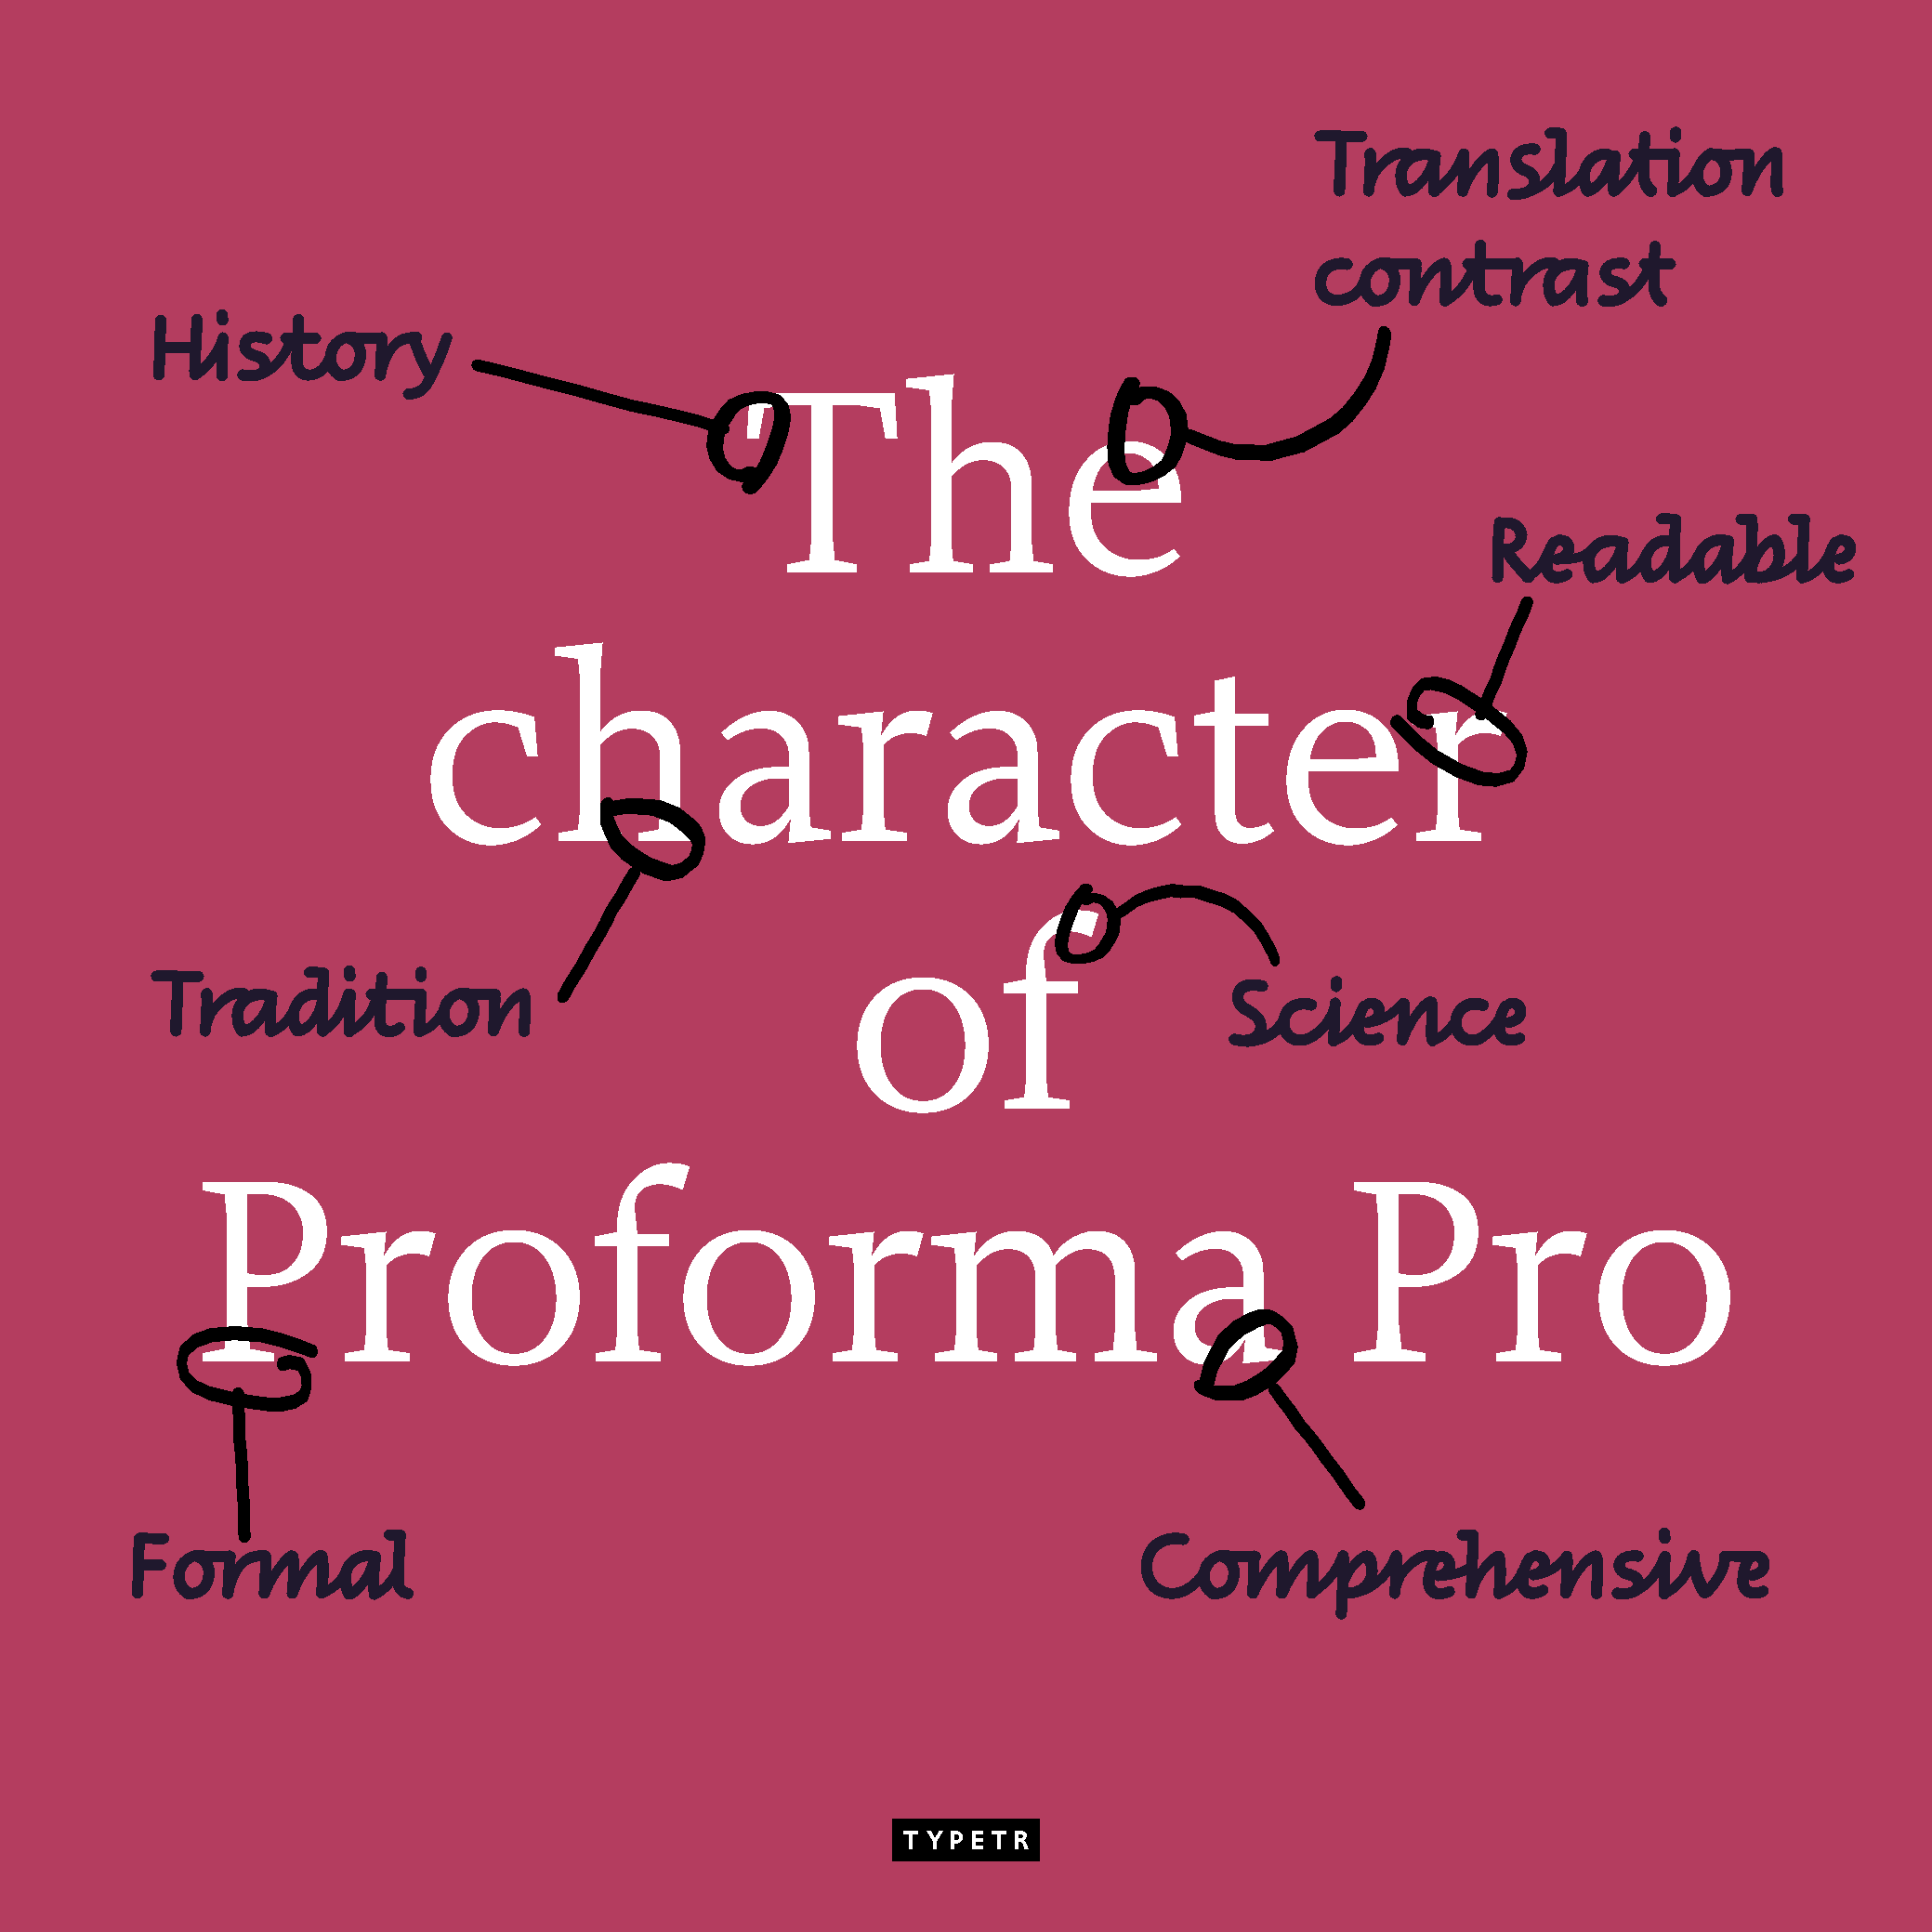 Translation
contrast
History
The
Readable
character
Tradition
of
Science
Proforma Pro
Formal
Comprehensive
TYPETR